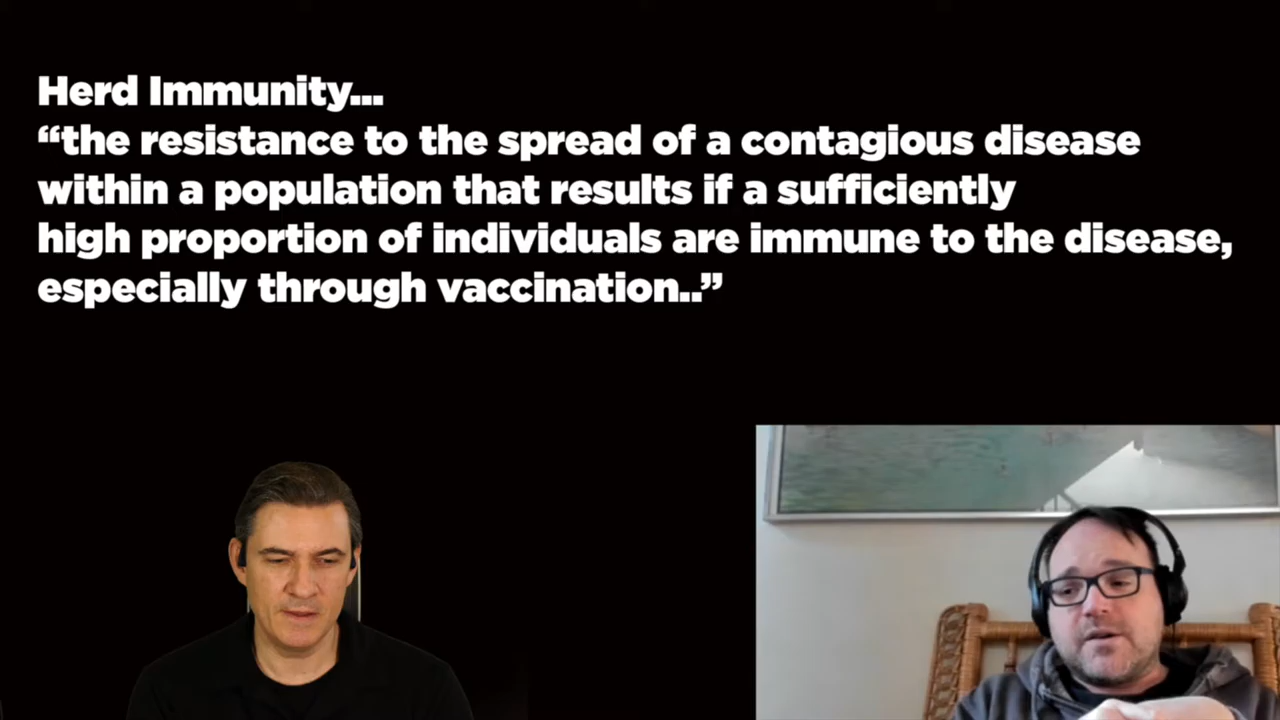 Herd Immunity...
“the resistance to the spread of a contagious disease
within a population that results if a sufficiently
high proportion of individuals are immune to the disease,
especially through vaccination..”